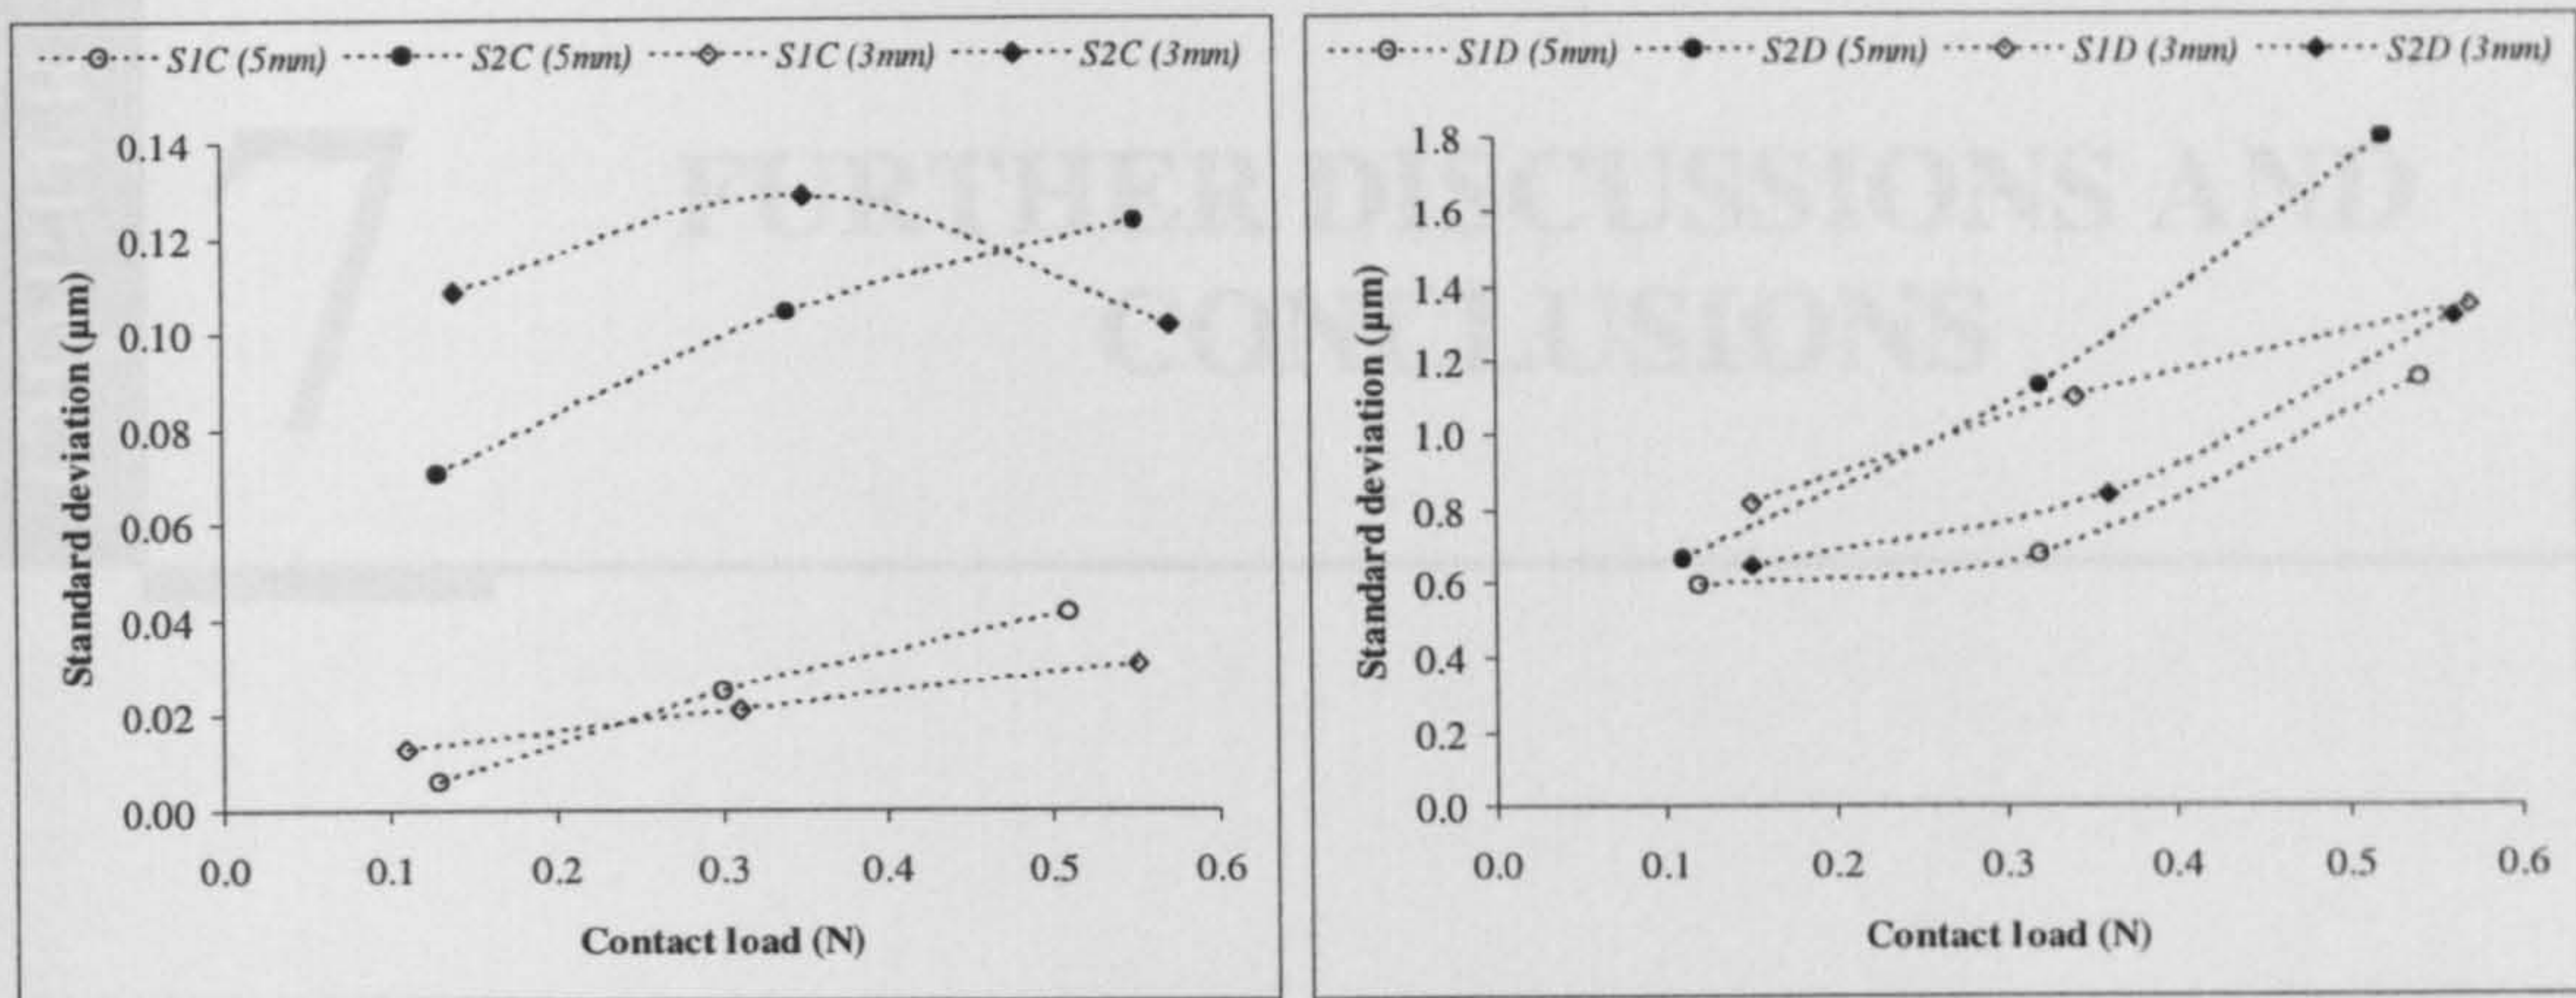 S1C (5mm) S2C (5mm) S1C (3mm) S2C (3mm)
0.14
0.12
0.10
0.08
0.06
0.04
0.02
0.00
Standard deviation (μm)
0.0 0.1 0.2 0.3 0.4 0.5 0.6
Contact load (N)
S1D (5mm) S2D (5mm) S1D (3mm) S2D (3mm)
1.8
1.6
1.4
1.2
1.0
0.8
0.6
0.4
0.2
0.0
Standard deviation (μm)
0.0 0.1 0.2 0.3 0.4 0.5 0.6
Contact load (N)
7
FURTHER DISCUSSIONS AND
CONCLUSIONS